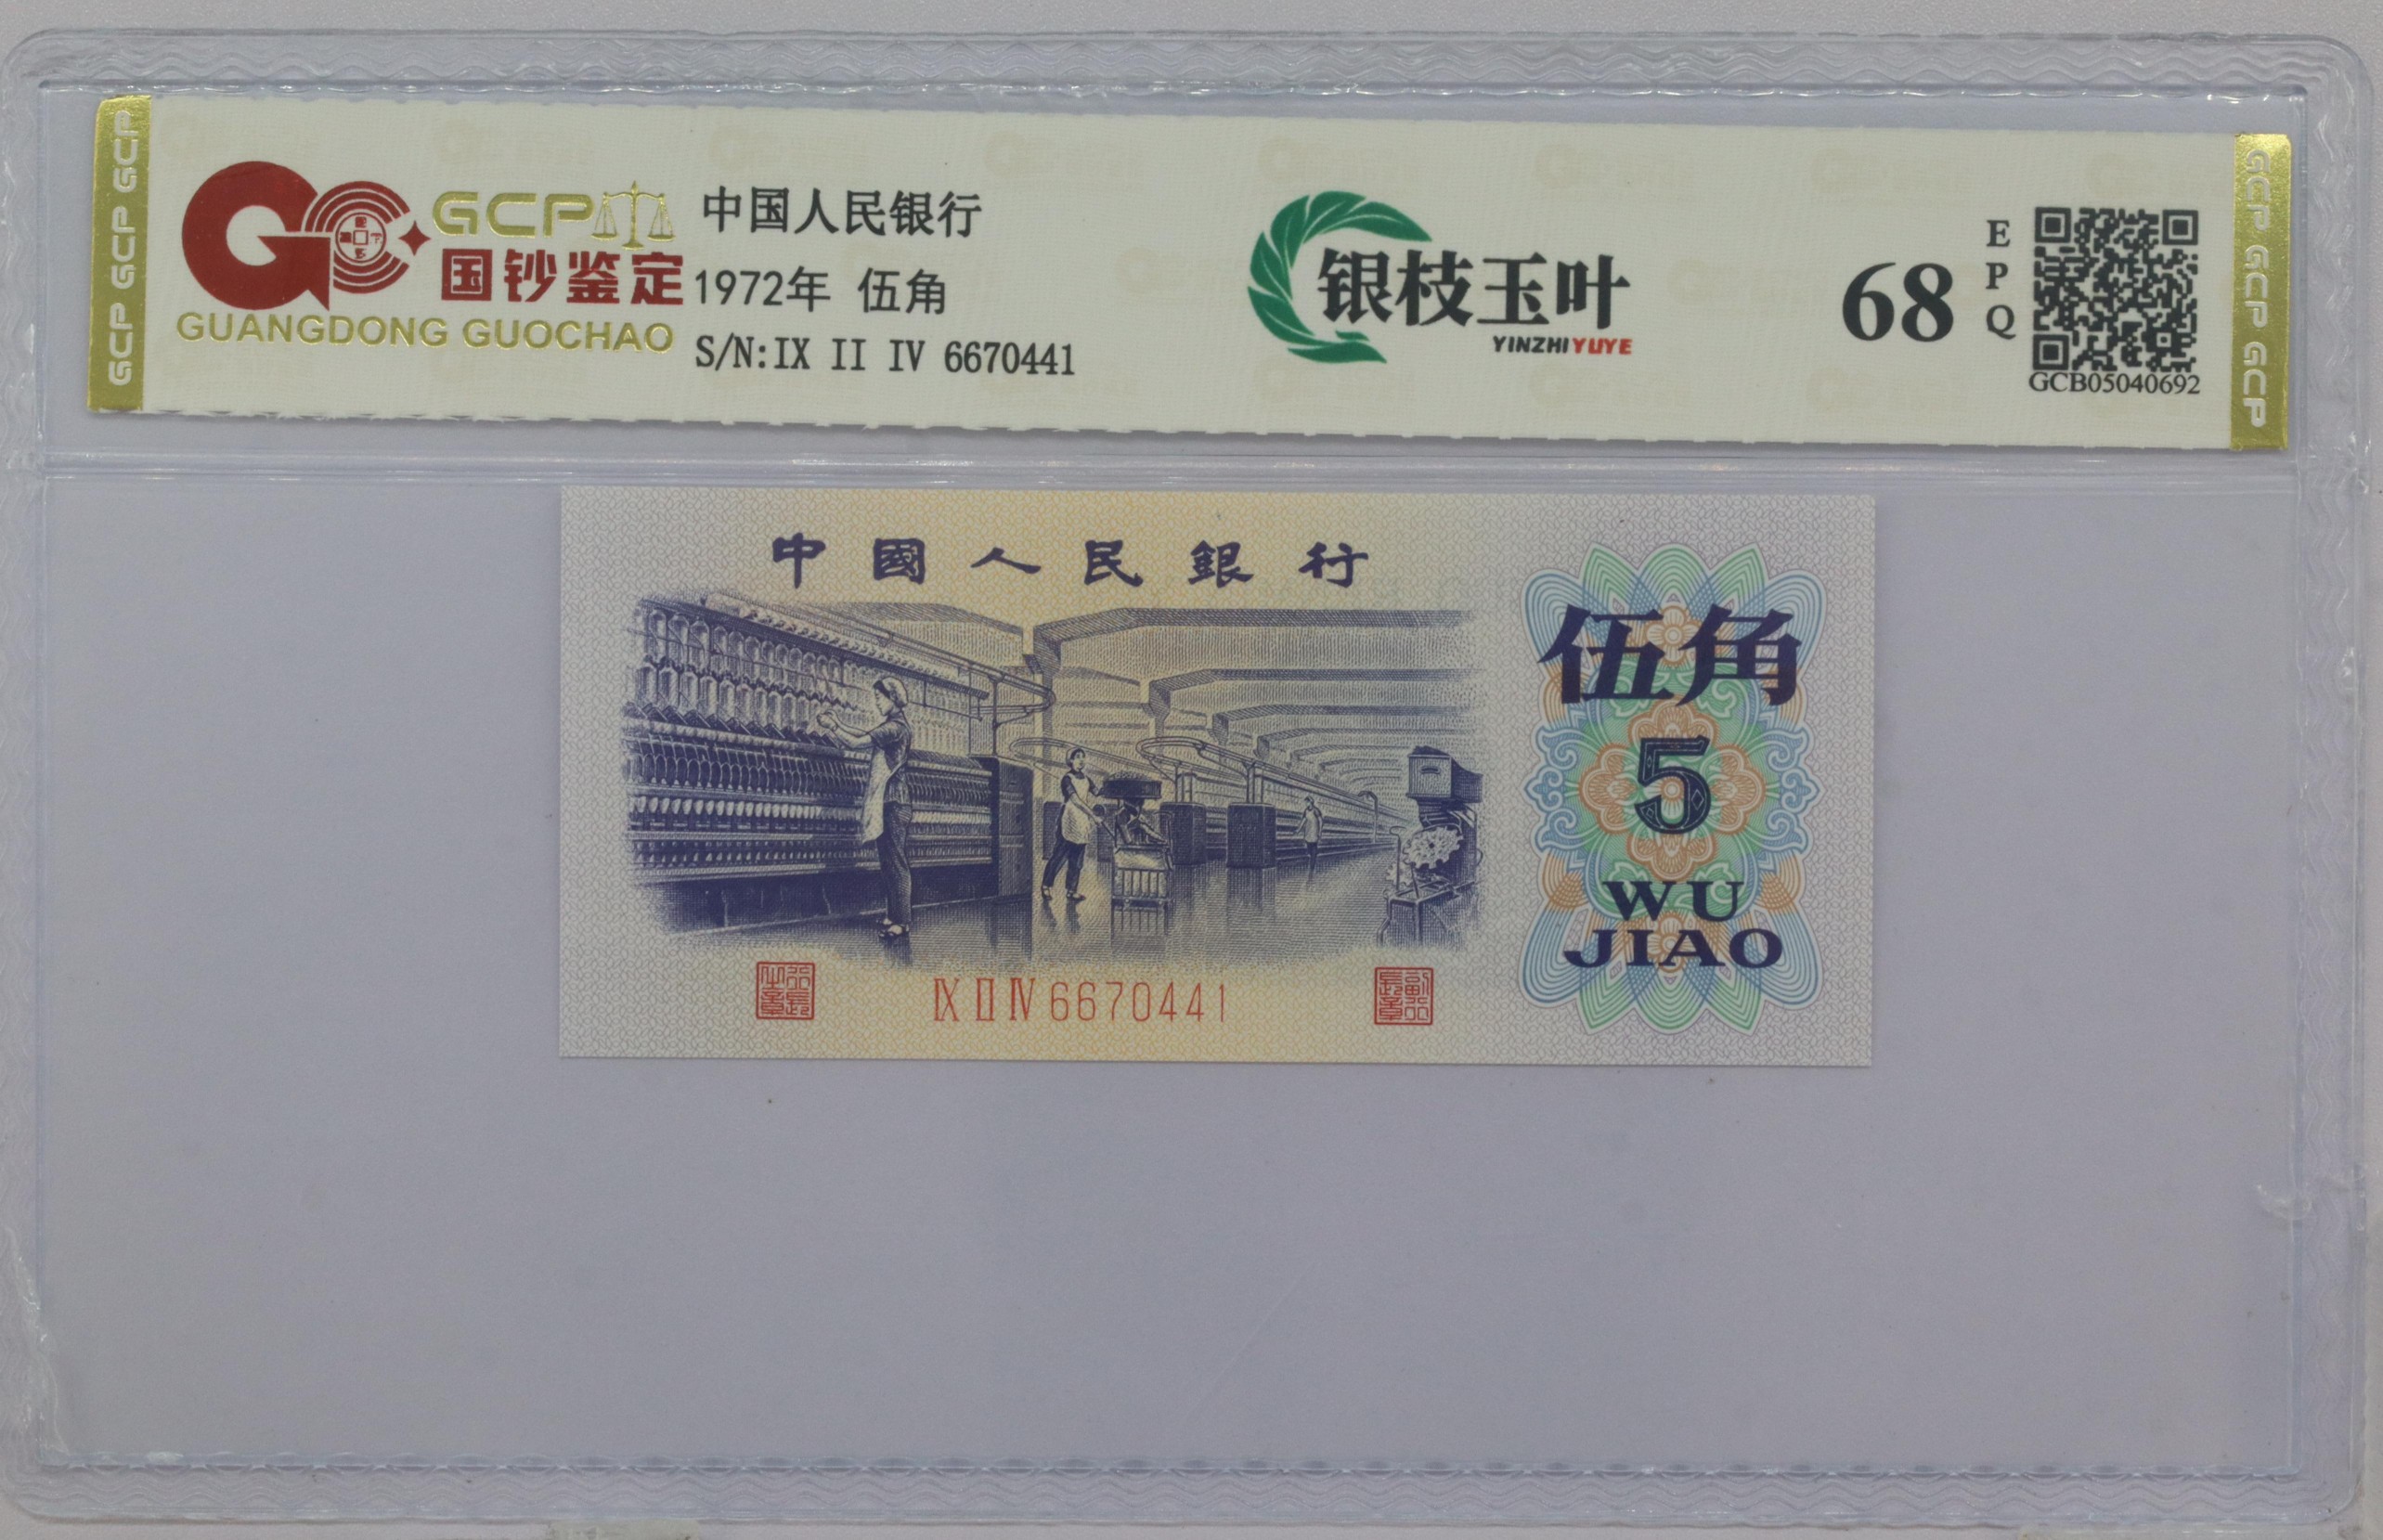 GCP GCP GCP
GCP
国钞鉴定
GUANGDONG GUOCHAO
中国人民银行
1972年 伍角
S/N:IX II IV 6670441
银枝玉叶
YINZHIYUYE
68
EPQ
GCB05040692
GCP GCP GCP
中國人民銀行
伍角
5
WU
JIAO
IX II IV 6670441